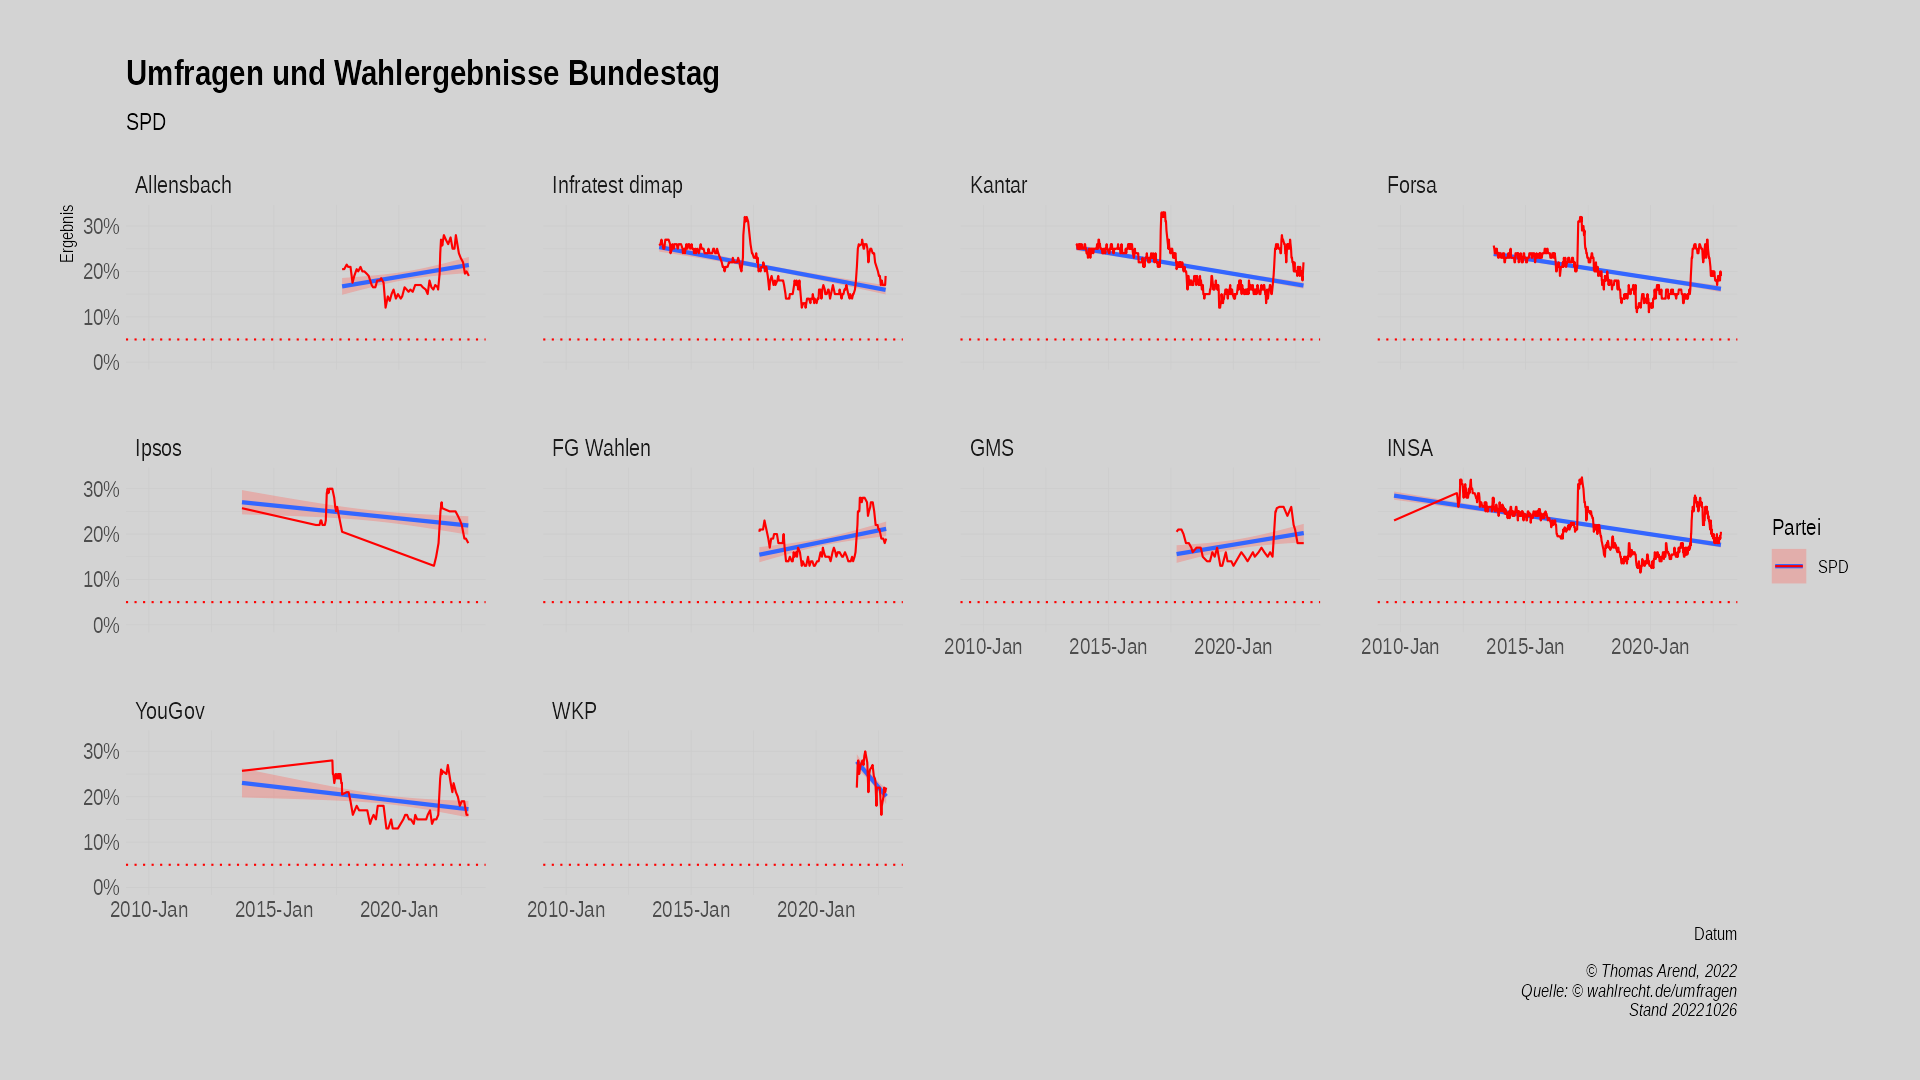 Umfragen und Wahlergebnisse Bundestag
SPD
Allensbach
Infratest dimap
Kantar
Forsa
Ergebnis
30%
20%
10%
0%
Ipsos
FG Wahlen
GMS
INSA
30%
20%
10%
0%
2010-Jan 2015-Jan 2020-Jan
2010-Jan 2015-Jan 2020-Jan
Partei
SPD
YouGov
WKP
30%
20%
10%
0%
2010-Jan 2015-Jan 2020-Jan
2010-Jan 2015-Jan 2020-Jan
Datum
© Thomas Arend, 2022
Quelle: © wahlrecht.de/umfragen
Stand 20221026